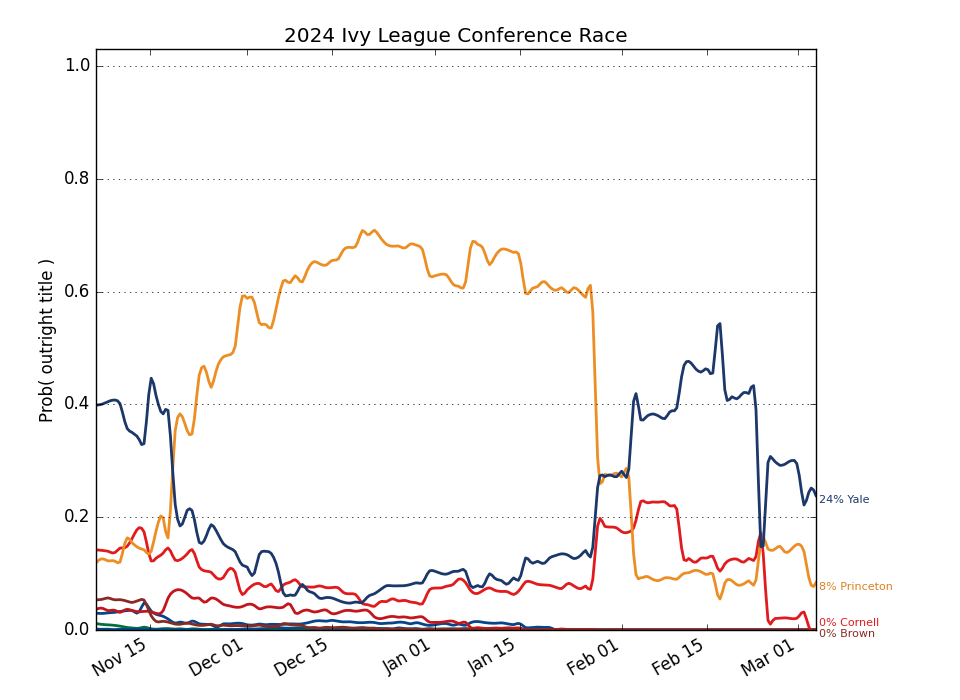 2024 Ivy League Conference Race
Prob( outright title )
1.0
0.8
0.6
0.4
0.2
0.0
Nov 15
Dec 01
Dec 15
Jan 01
Jan 15
Feb 01
Feb 15
Mar 01
24% Yale
8% Princeton
0% Cornell
0% Brown